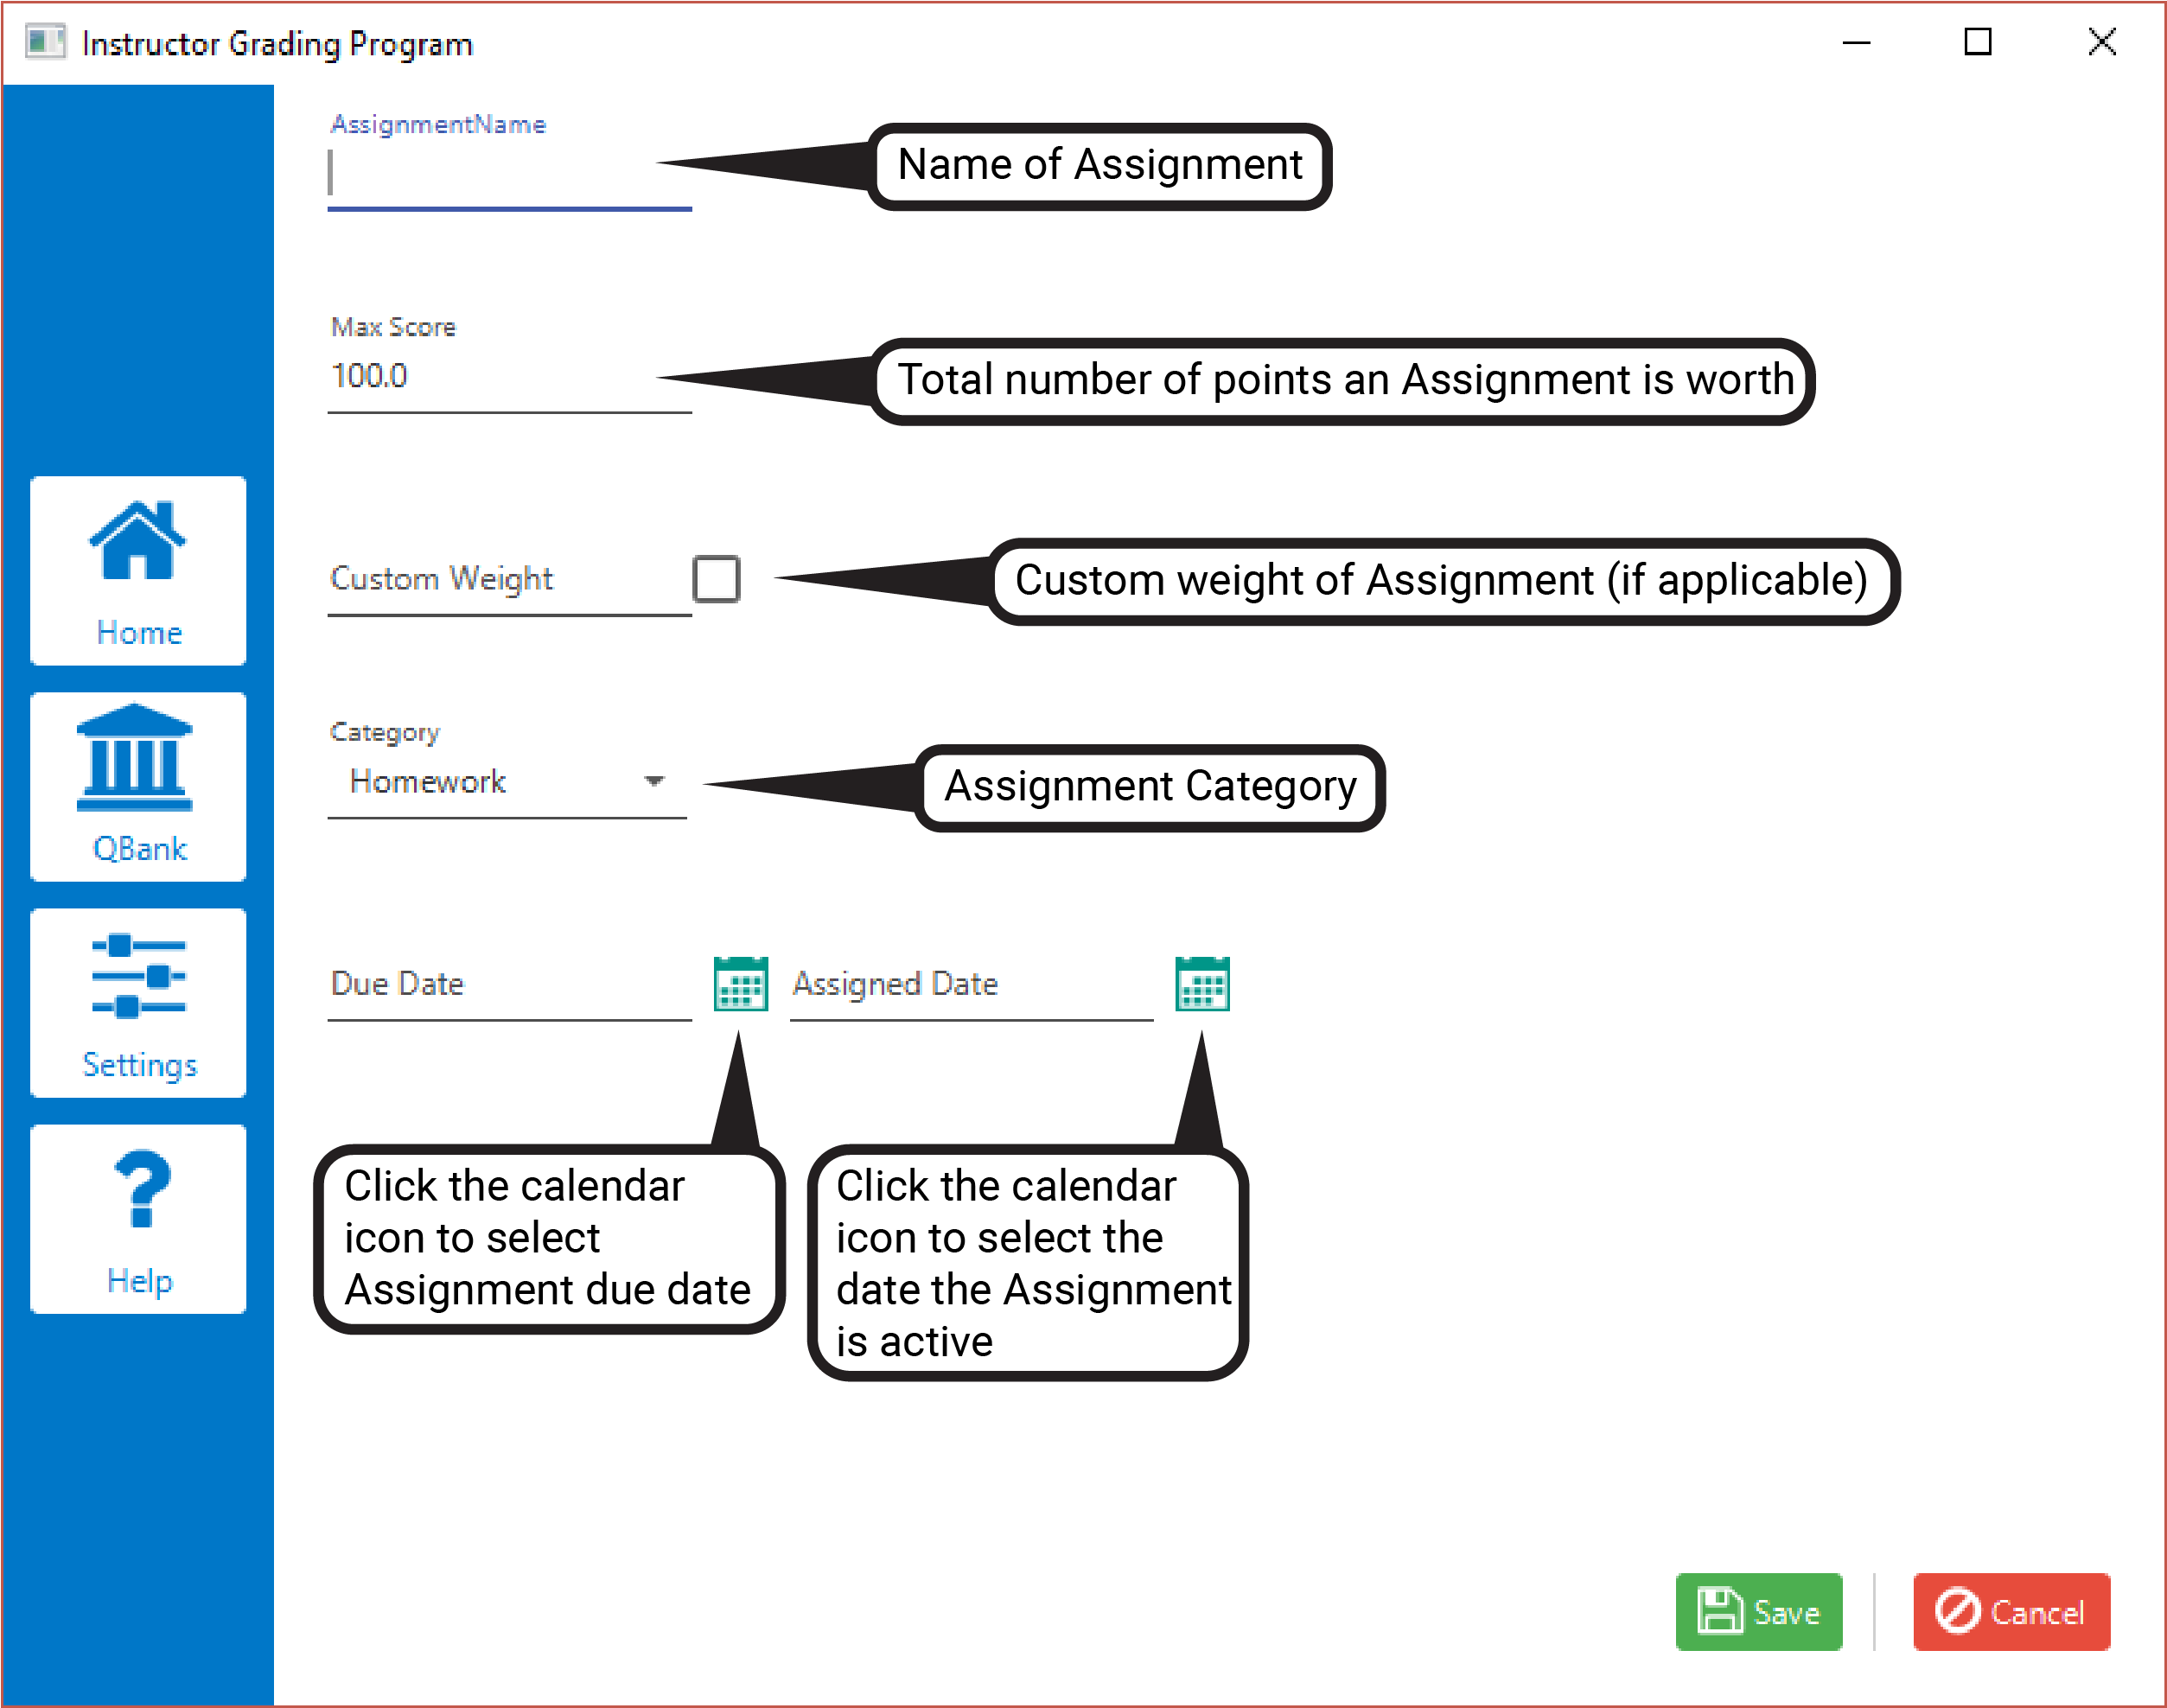 Instructor Grading Program
AssignmentName
Name of Assignment
Max Score
100.0
Total number of points an Assignment is worth
Custom Weight
Custom weight of Assignment (if applicable)
Category
Homework
Assignment Category
Due Date
Assigned Date
Click the calendar
icon to select
Assignment due date
Click the calendar
icon to select the
date the Assignment
is active
Home
QBank
Settings
Help
Save
Cancel